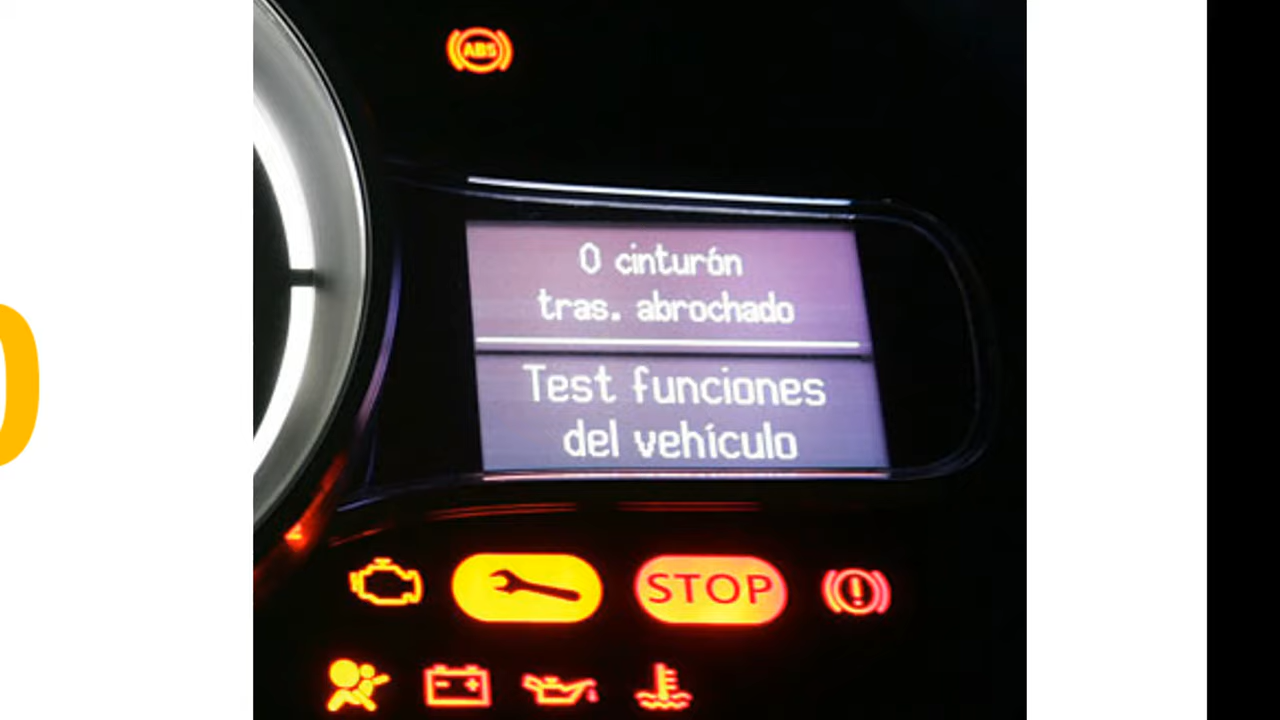 ABS
0 cinturón
tras. abrochado
Test funciones
del vehículo
STOP